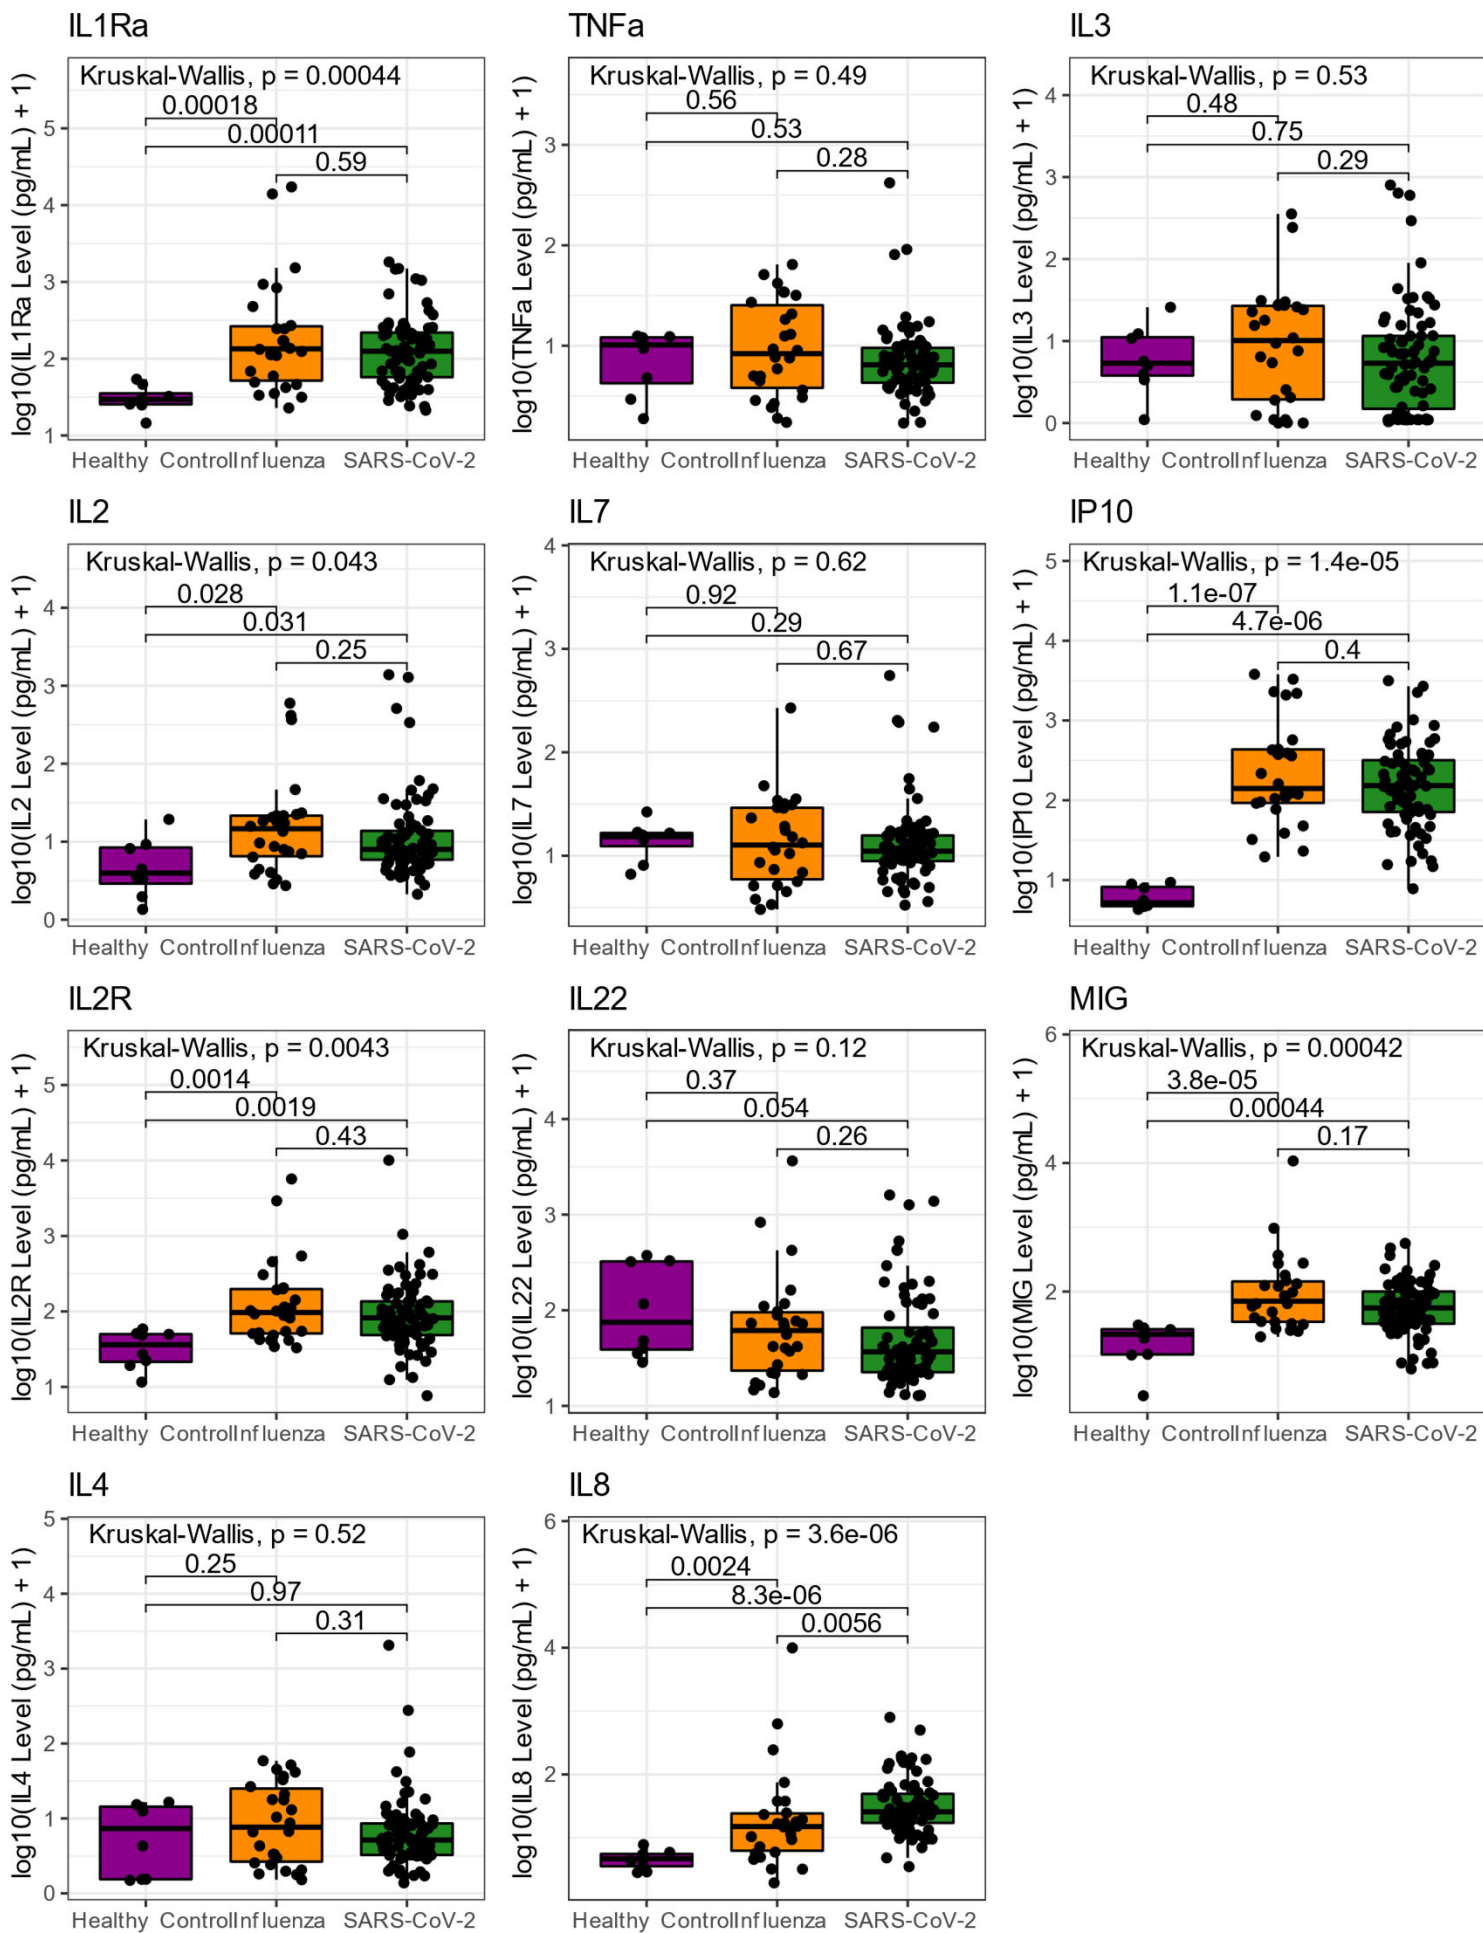 IL1Ra
log10(IL1Ra Level (pg/mL) + 1)
Kruskal-Wallis, p = 0.00044
0.00018
0.00011
0.59
5
4
3
2
1
Healthy Control
Influenza
SARS-CoV-2
TNFa
log10(TNFa Level (pg/mL) + 1)
Kruskal-Wallis, p = 0.49
0.56
0.53
0.28
3
2
1
Healthy Control
Influenza
SARS-CoV-2
IL3
log10(IL3 Level (pg/mL) + 1)
Kruskal-Wallis, p = 0.53
0.48
0.75
0.29
4
3
2
1
0
Healthy Control
Influenza
SARS-CoV-2
IL2
log10(IL2 Level (pg/mL) + 1)
Kruskal-Wallis, p = 0.043
0.028
0.031
0.25
4
3
2
1
0
Healthy Control
Influenza
SARS-CoV-2
IL7
log10(IL7 Level (pg/mL) + 1)
Kruskal-Wallis, p = 0.62
0.92
0.29
0.67
4
3
2
1
Healthy Control
Influenza
SARS-CoV-2
IP10
log10(IP10 Level (pg/mL) + 1)
Kruskal-Wallis, p = 1.4e-05
1.1e-07
4.7e-06
0.4
5
4
3
2
1
Healthy Control
Influenza
SARS-CoV-2
IL2R
log10(IL2R Level (pg/mL) + 1)
Kruskal-Wallis, p = 0.0043
0.0014
0.0019
0.43
5
4
3
2
1
Healthy Control
Influenza
SARS-CoV-2
IL22
log10(IL22 Level (pg/mL) + 1)
Kruskal-Wallis, p = 0.12
0.37
0.054
0.26
4
3
2
1
Healthy Control
Influenza
SARS-CoV-2
MIG
log10(MIG Level (pg/mL) + 1)
Kruskal-Wallis, p = 0.00042
3.8e-05
0.00044
0.17
6
4
2
Healthy Control
Influenza
SARS-CoV-2
IL4
log10(IL4 Level (pg/mL) + 1)
Kruskal-Wallis, p = 0.52
0.25
0.97
0.31
5
4
3
2
1
0
Healthy Control
Influenza
SARS-CoV-2
IL8
log10(IL8 Level (pg/mL) + 1)
Kruskal-Wallis, p = 3.6e-06
0.0024
8.3e-06
0.0056
6
4
2
Healthy Control
Influenza
SARS-CoV-2